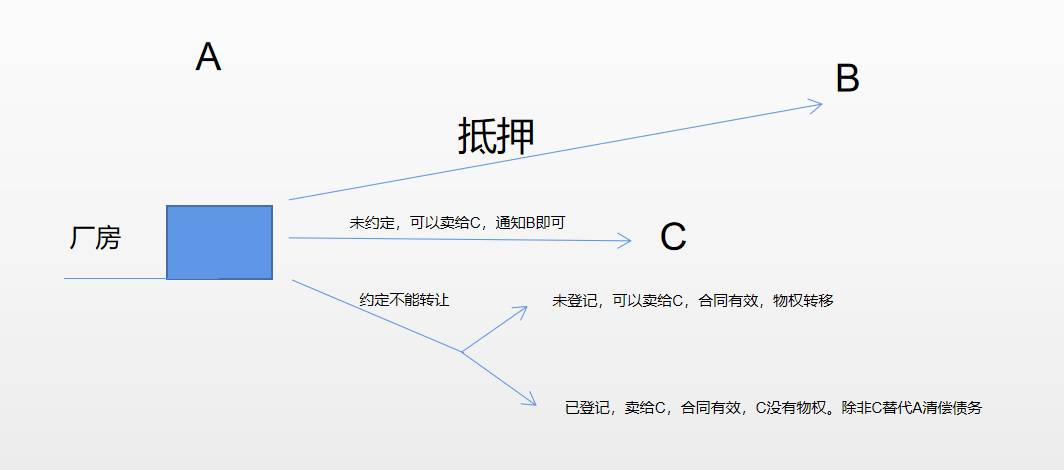 A
B
抵押
厂房
未约定，可以卖给C，通知B即可
C
约定不能转让
未登记，可以卖给C，合同有效，物权转移
已登记，卖给C，合同有效，C没有物权。除非C替代A清偿债务